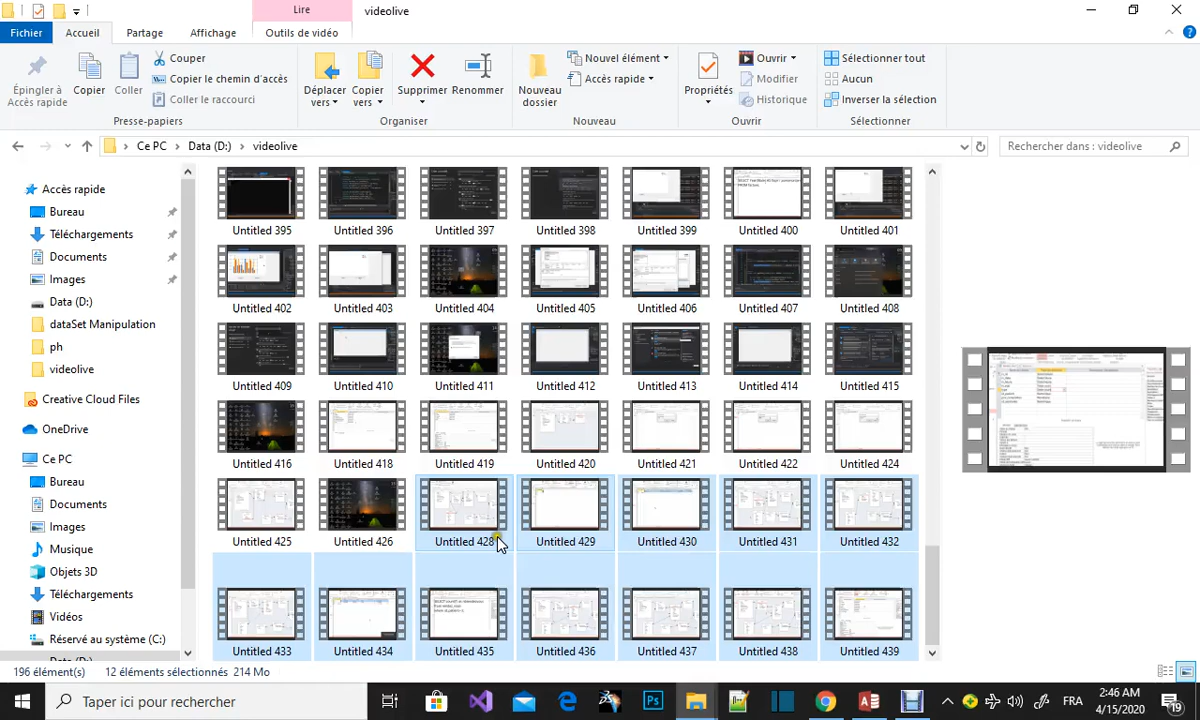 Lire
videolive
Fichier
Accueil
Partage
Affichage
Outils de vidéo
Épingler à
Accès rapide
Copier
Coller
Couper
Copier le chemin d'accès
Coller le raccourci
Presse-papiers
Déplacer
vers
Copier
vers
Supprimer
Renommer
Organiser
Nouveau
dossier
Nouvel élément
Accès rapide
Nouveau
Propriétés
Ouvrir
Modifier
Historique
Ouvrir
Sélectionner tout
Aucun
Inverser la sélection
Sélectionner
Ce PC
Data (D:)
videolive
Rechercher dans : videolive
Accès rapide
Bureau
Téléchargements
Documents
Images
Data (D:)
dataSet Manipulation
ph
videolive
Creative Cloud Files
OneDrive
Ce PC
Bureau
Documents
Images
Musique
Objets 3D
Téléchargements
Vidéos
Réservé au système (C:)
Data (D:)
Untitled 395 Untitled 396 Untitled 397 Untitled 398 Untitled 399 Untitled 400 Untitled 401
Untitled 402 Untitled 403 Untitled 404 Untitled 405 Untitled 406 Untitled 407 Untitled 408
Untitled 409 Untitled 410 Untitled 411 Untitled 412 Untitled 413 Untitled 414 Untitled 415
Untitled 416 Untitled 418 Untitled 419 Untitled 420 Untitled 421 Untitled 422 Untitled 424
Untitled 425 Untitled 426 Untitled 428 Untitled 429 Untitled 430 Untitled 431 Untitled 432
Untitled 433 Untitled 434 Untitled 435 Untitled 436 Untitled 437 Untitled 438 Untitled 439
196 élément(s) 12 éléments sélectionnés 214 Mo
Taper ici pour rechercher
Ps
FRA
2:46 AM
4/15/2020
19